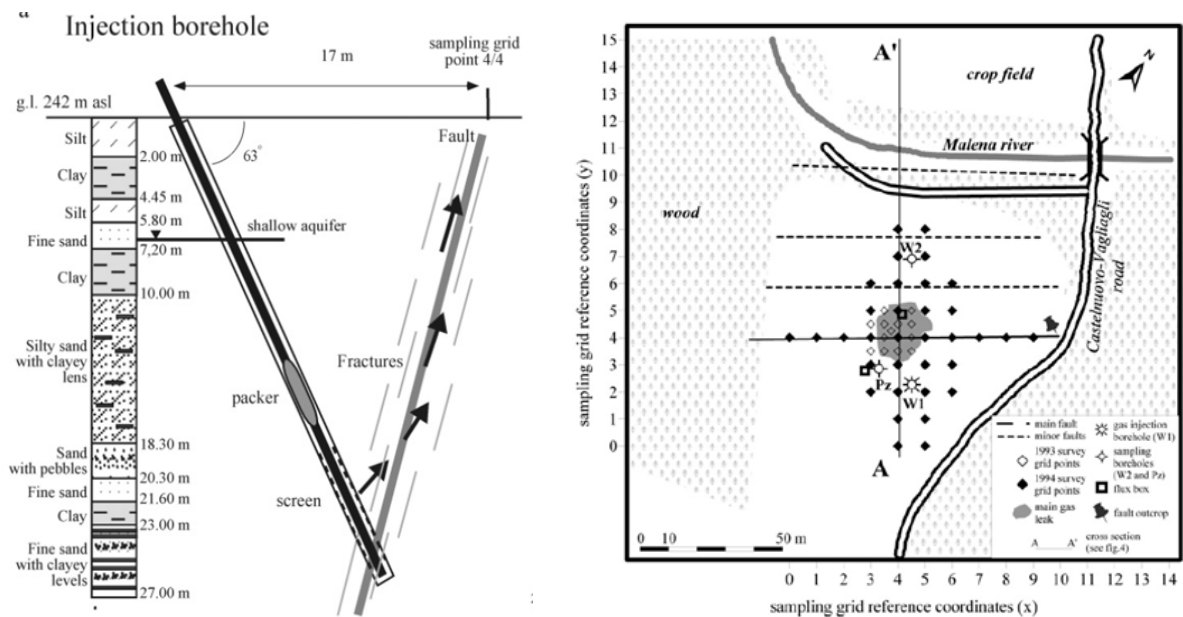 a
Injection borehole
sampling grid
point 4/4
17 m
g.l. 242 m asl
Silt
Fault
63°
2.00 m
Clay
4.45 m
Silt
5.80 m
shallow aquifer
Fine sand
7,20 m
Clay
10.00 m
Silty sand
with clayey
lens
Fractures
packer
18.30 m
Sand
with pebbles
20.30 m
screen
Fine sand
21.60 m
Clay
23.00 m
Fine sand
with clayey
levels
27.00 m
15
14
13
12
11
10
9
8
7
6
5
4
3
2
1
0
sampling grid reference coordinates (y)
A'
crop field
N
Malena river
wood
W2
Castelnuovo-Vagliagli
road
Pz
W1
A
main fault
minor faults
1993 survey
grid points
1994 survey
grid points
main gas
leak
gas injection
borehole (W1)
sampling
boreholes
(W2 and Pz)
flux box
fault outcrop
A A' cross section
(see fig.4)
0 10 50 m
0 1 2 3 4 5 6 7 8 9 10 11 12 13 14
sampling grid reference coordinates (x)